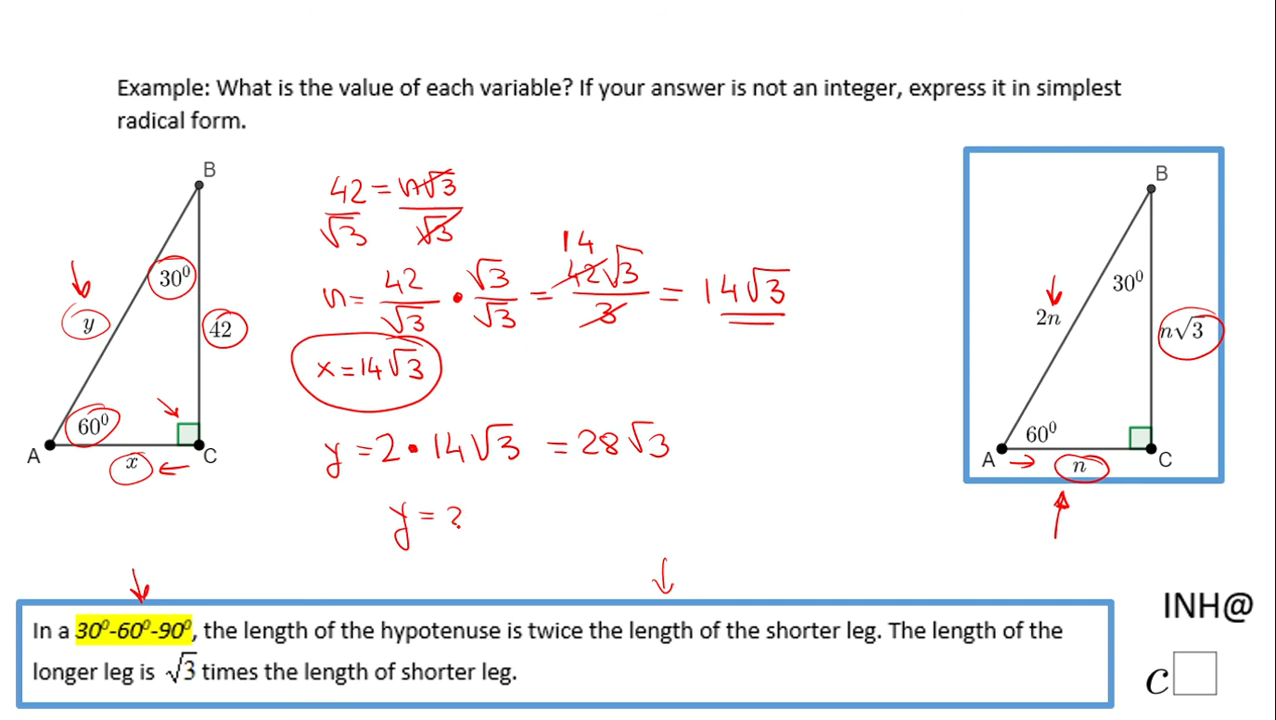 Example: What is the value of each variable? If your answer is not an integer, express it in simplest
radical form.
B
30⁰
y
42
60⁰
A
x
C
42 = n√3
√3 √3
n = 42/√3 • √3/√3 = 42√3/3 = 14√3
14
x = 14√3
y = 2 • 14√3 = 28√3
y = ?
B
30⁰
2n
n√3
60⁰
A
n
C
In a 30⁰-60⁰-90⁰, the length of the hypotenuse is twice the length of the shorter leg. The length of the
longer leg is √3 times the length of shorter leg.
INH@
c